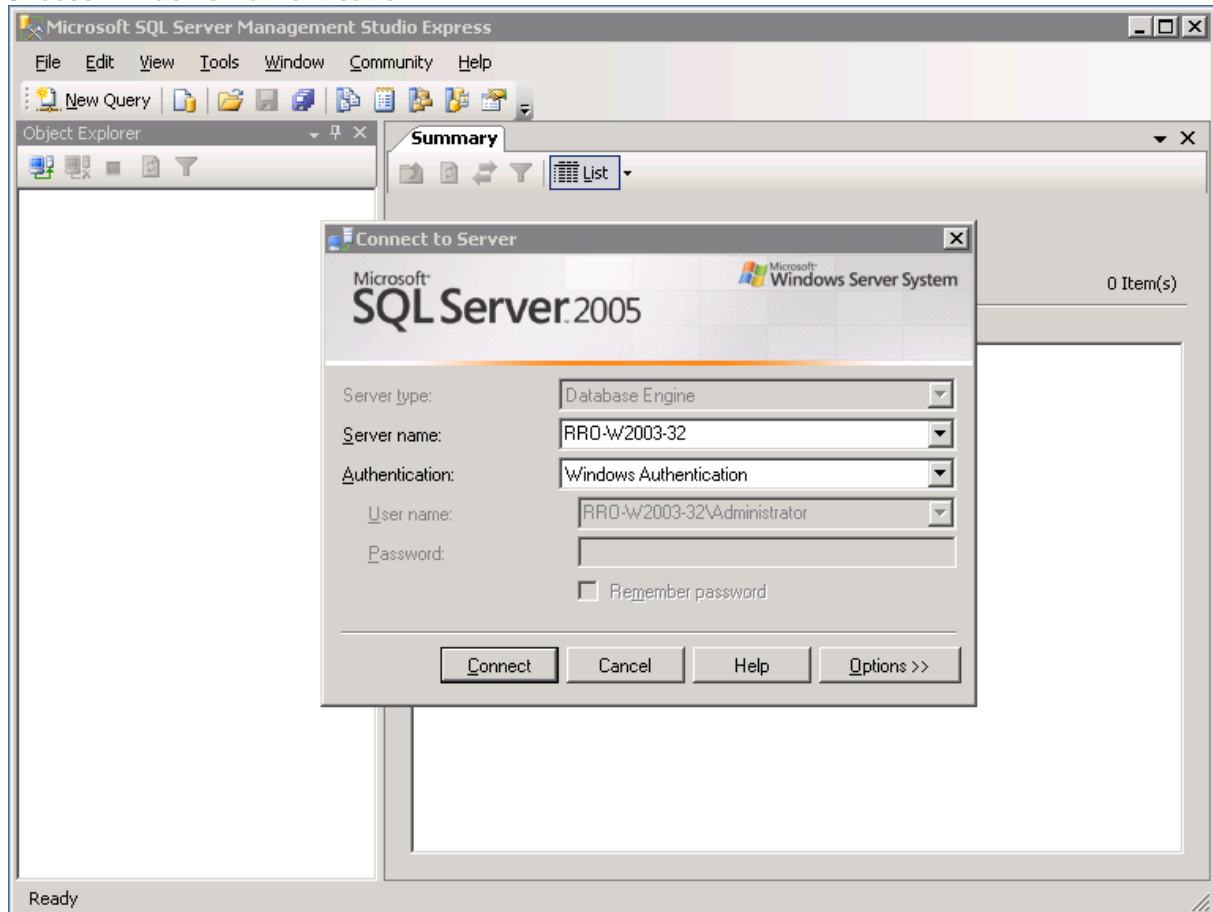 Microsoft SQL Server Management Studio Express
File Edit View Tools Window Community Help
New Query
Object Explorer
Summary
List
Connect to Server
Microsoft
SQL Server 2005
Microsoft
Windows Server System
0 Item(s)
Server type: Database Engine
Server name: RRO-W2003-32
Authentication: Windows Authentication
User name: RRO-W2003-32\Administrator
Password:
Remember password
Connect Cancel Help Options >>
Ready